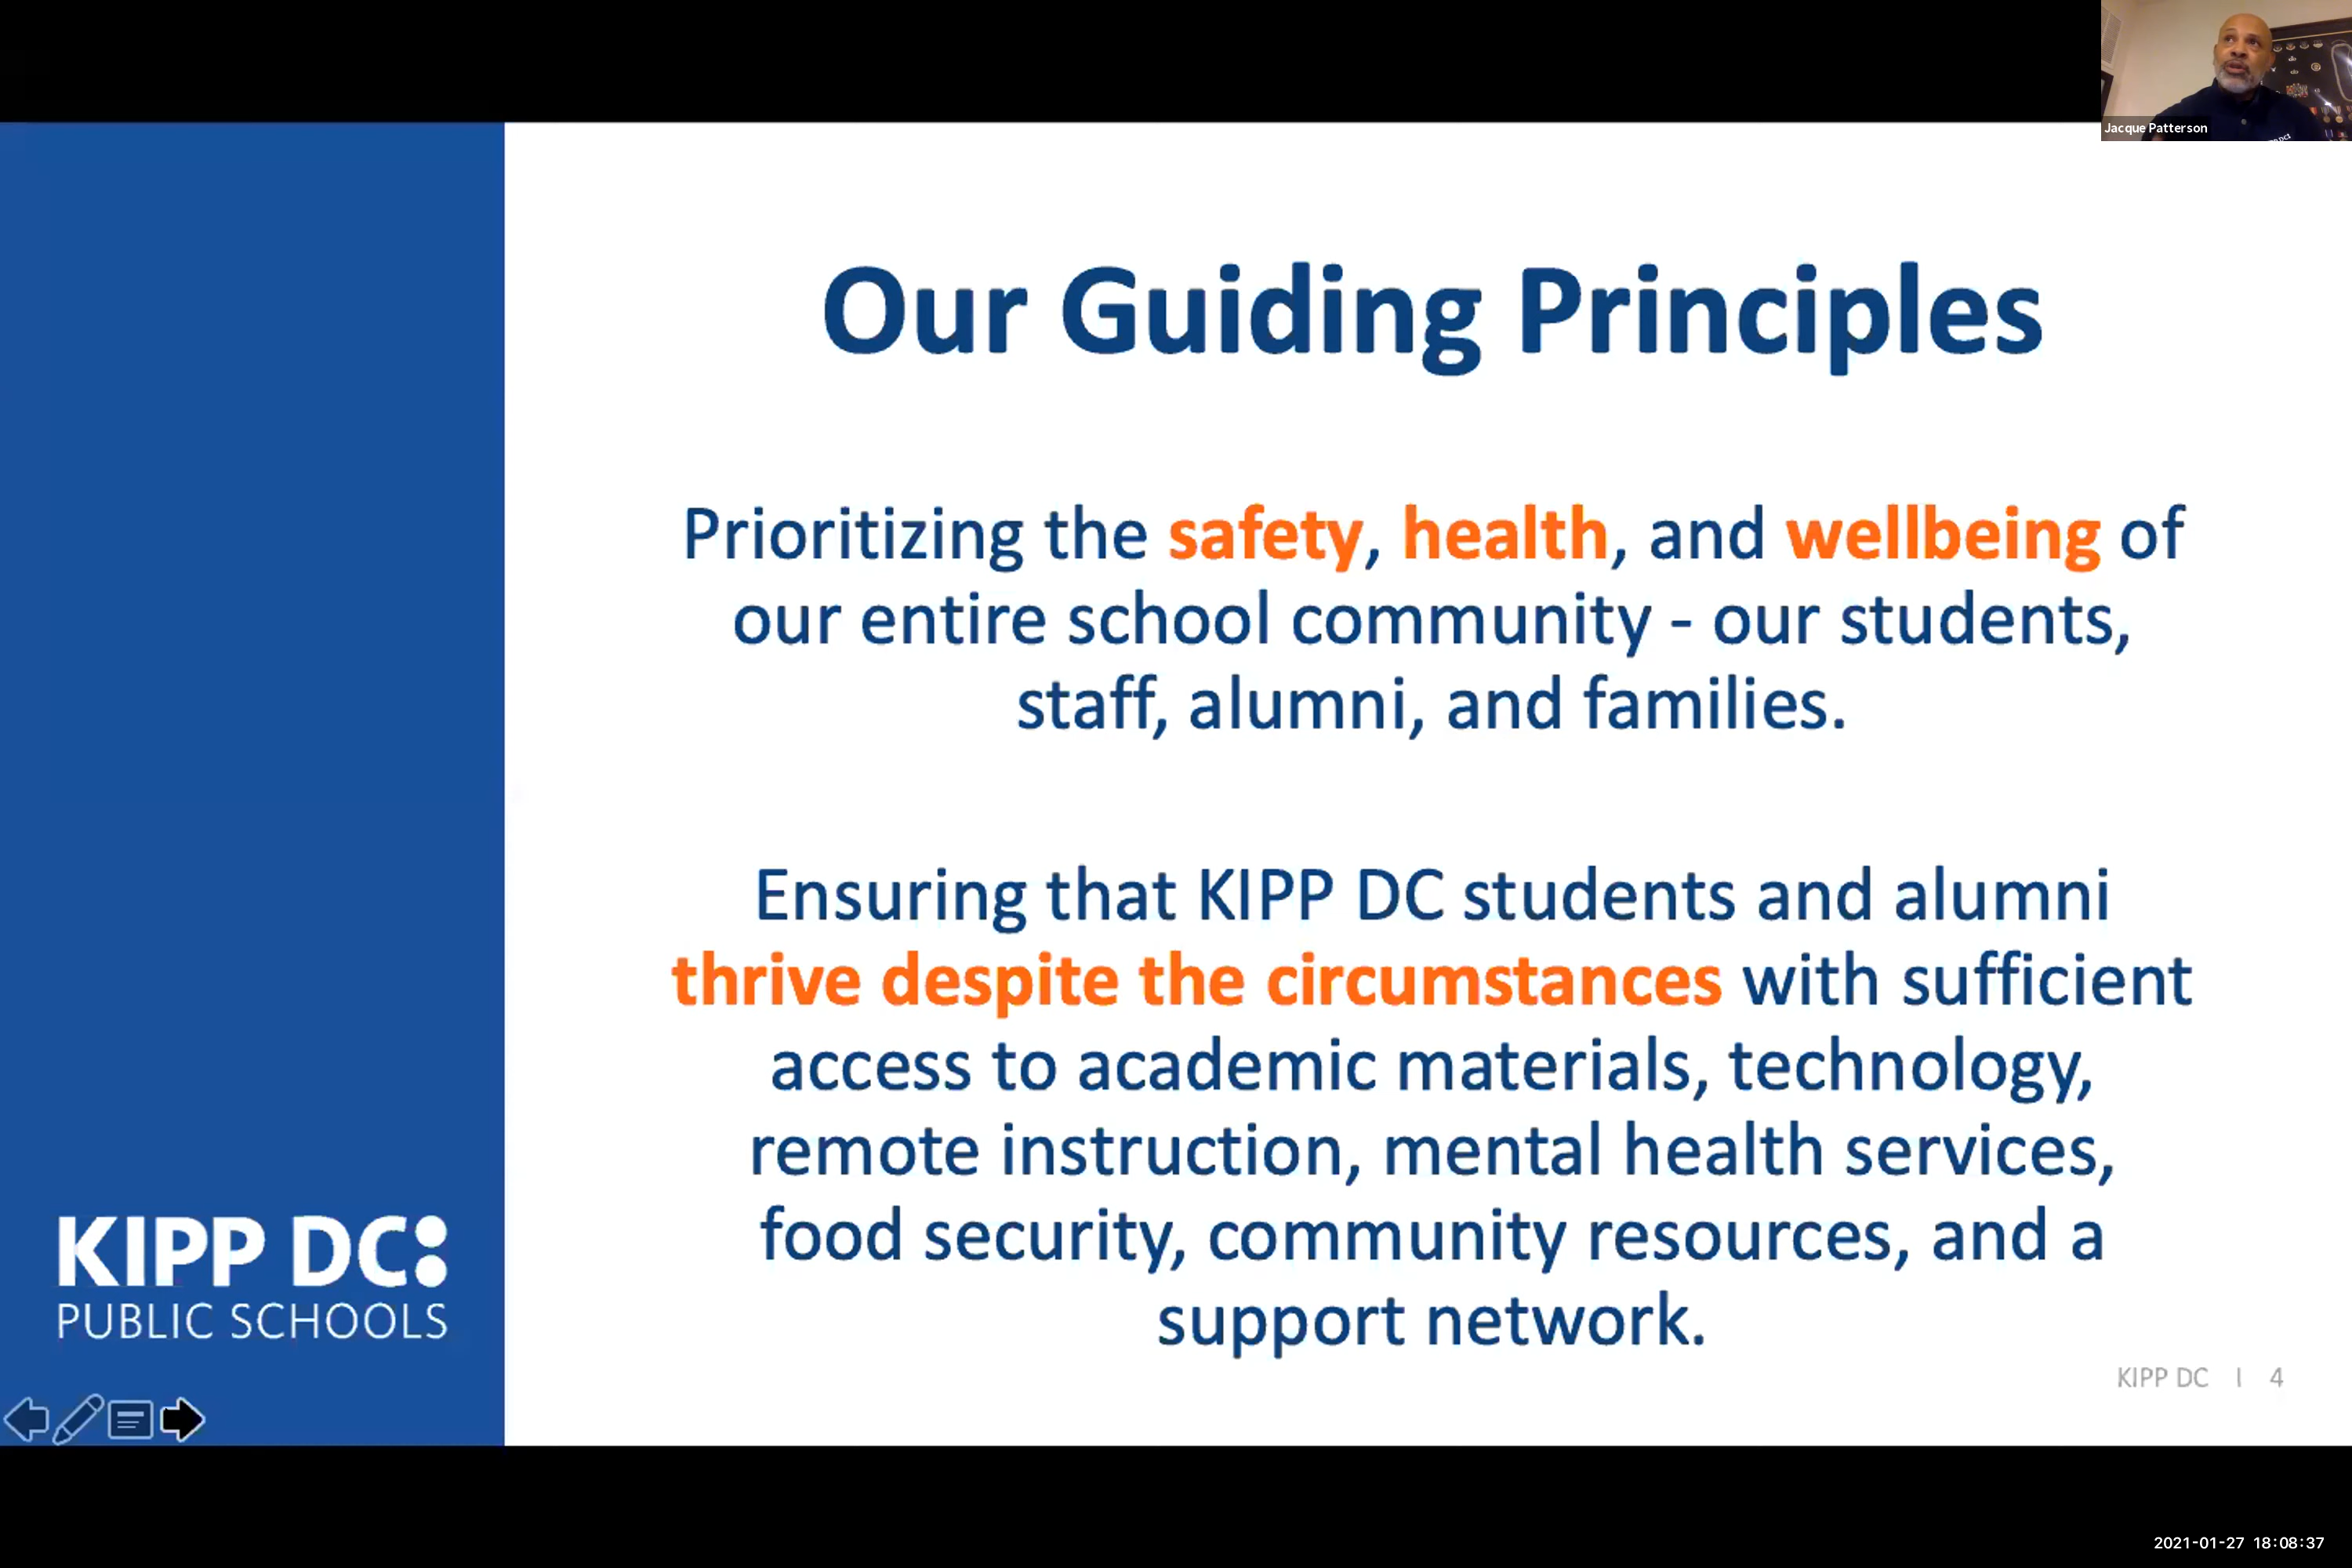 Jacque Patterson
Our Guiding Principles
Prioritizing the safety, health, and wellbeing of
our entire school community - our students,
staff, alumni, and families.
Ensuring that KIPP DC students and alumni
thrive despite the circumstances with sufficient
access to academic materials, technology,
remote instruction, mental health services,
food security, community resources, and a
support network.
KIPP DC:
PUBLIC SCHOOLS
KIPP DC | 4
2021-01-27 18:08:37